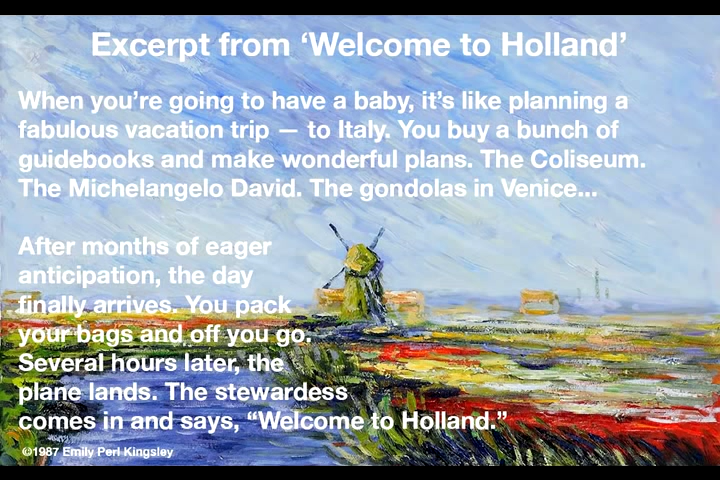 Excerpt from ‘Welcome to Holland’
When you’re going to have a baby, it’s like planning a
fabulous vacation trip — to Italy. You buy a bunch of
guidebooks and make wonderful plans. The Coliseum.
The Michelangelo David. The gondolas in Venice...
After months of eager
anticipation, the day
finally arrives. You pack
your bags and off you go.
Several hours later, the
plane lands. The stewardess
comes in and says, “Welcome to Holland.”
©1987 Emily Perl Kingsley